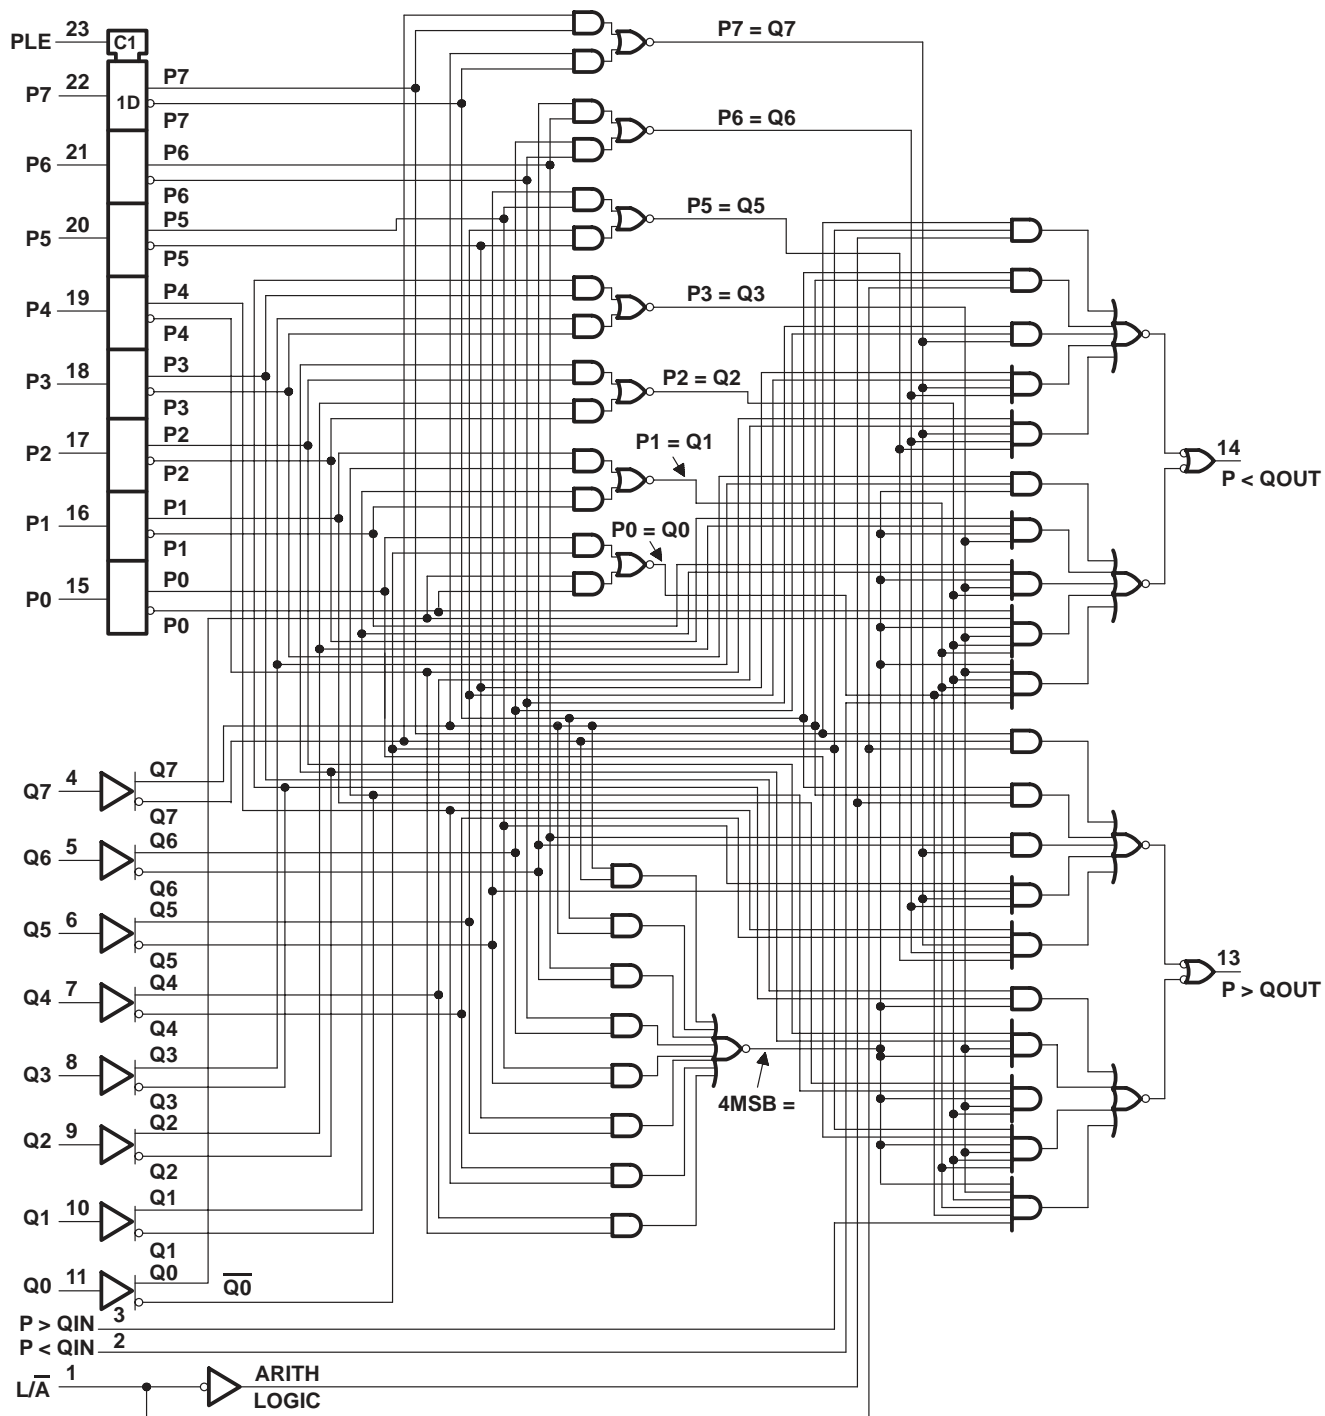 PLE 23
C1
P7 = Q7
P7 22
P7
1D
P7
P6 = Q6
P6 21
P6
P6
P5 = Q5
P5 20
P5
P5
P4 19
P4
P4
P3 = Q3
P3 18
P3
P3
P2 = Q2
P2 17
P2
P2
P1 = Q1
P1 16
P1
P1
P0 = Q0
P0 15
P0
P0
14
P < QOUT
Q7 4
Q7
Q7
Q6 5
Q6
Q6
Q5 6
Q5
Q5
Q4 7
Q4
Q4
13
P > QOUT
Q3 8
Q3
Q3
4MSB =
Q2 9
Q2
Q2
Q1 10
Q1
Q1
Q0 11
Q0
Q̅0̅
P > QIN 3
P < QIN 2
L/A̅ 1
ARITH
LOGIC